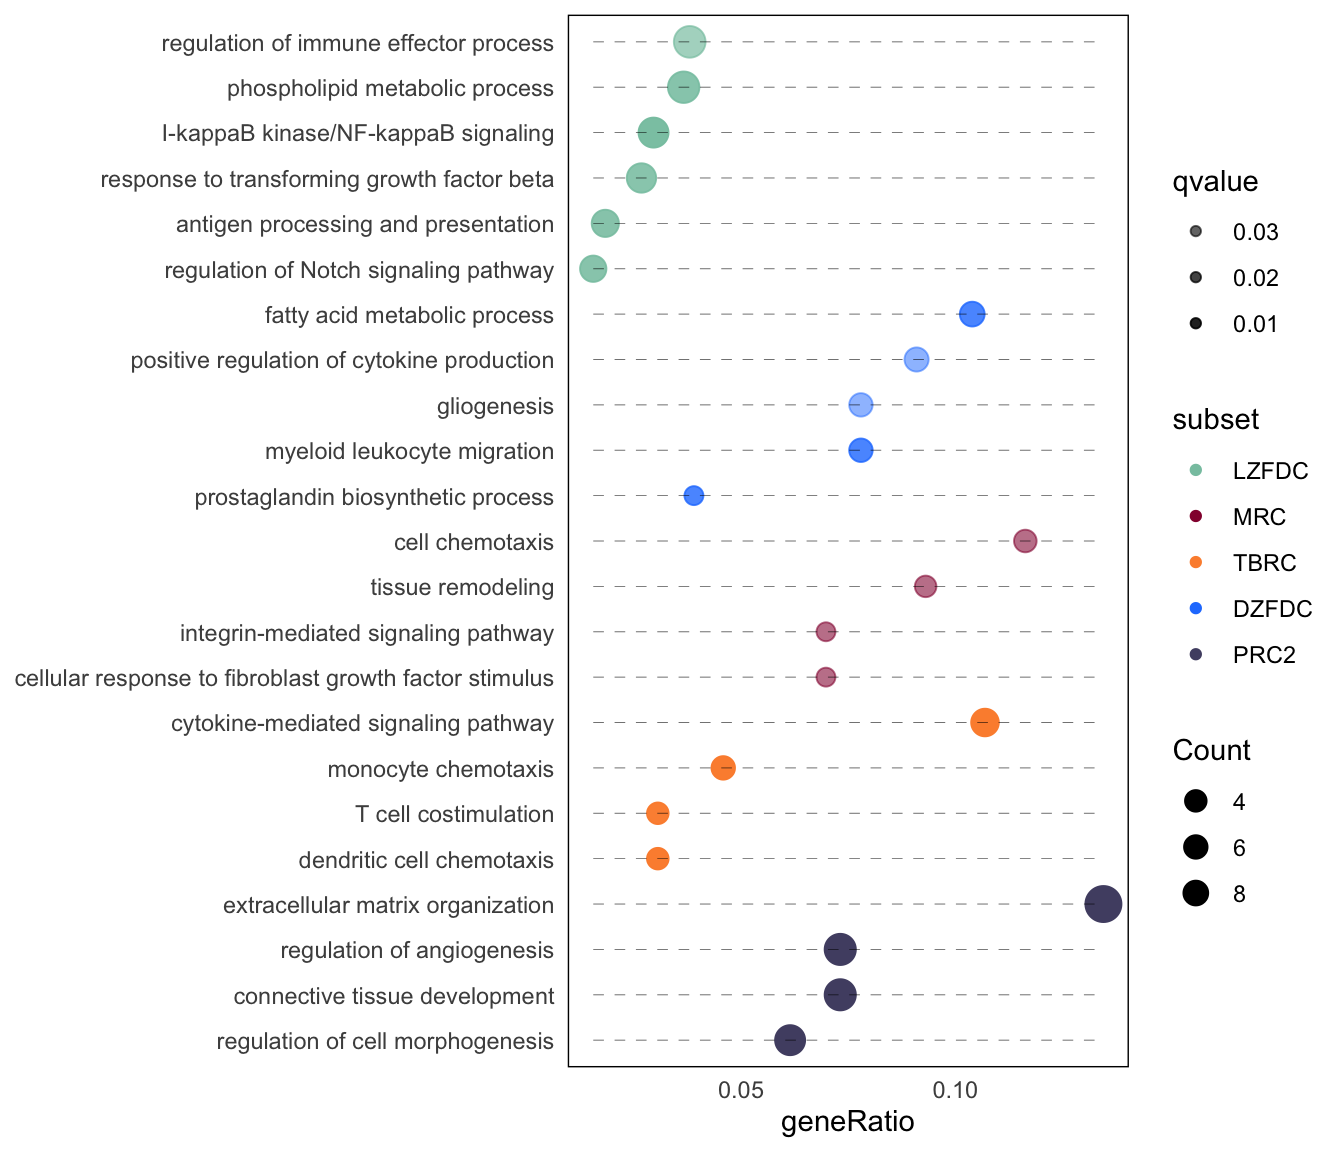 regulation of immune effector process
phospholipid metabolic process
I-kappaB kinase/NF-kappaB signaling
response to transforming growth factor beta
antigen processing and presentation
regulation of Notch signaling pathway
fatty acid metabolic process
positive regulation of cytokine production
gliogenesis
myeloid leukocyte migration
prostaglandin biosynthetic process
cell chemotaxis
tissue remodeling
integrin-mediated signaling pathway
cellular response to fibroblast growth factor stimulus
cytokine-mediated signaling pathway
monocyte chemotaxis
T cell costimulation
dendritic cell chemotaxis
extracellular matrix organization
regulation of angiogenesis
connective tissue development
regulation of cell morphogenesis
0.05 0.10
geneRatio
qvalue
0.03
0.02
0.01
subset
LZFDC
MRC
TBRC
DZFDC
PRC2
Count
4
6
8